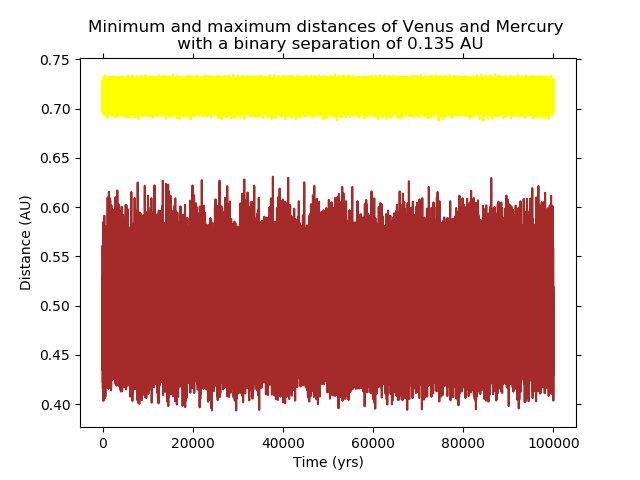 Minimum and maximum distances of Venus and Mercury
with a binary separation of 0.135 AU
0.75
0.70
0.65
0.60
0.55
0.50
0.45
0.40
Distance (AU)
0 20000 40000 60000 80000 100000
Time (yrs)